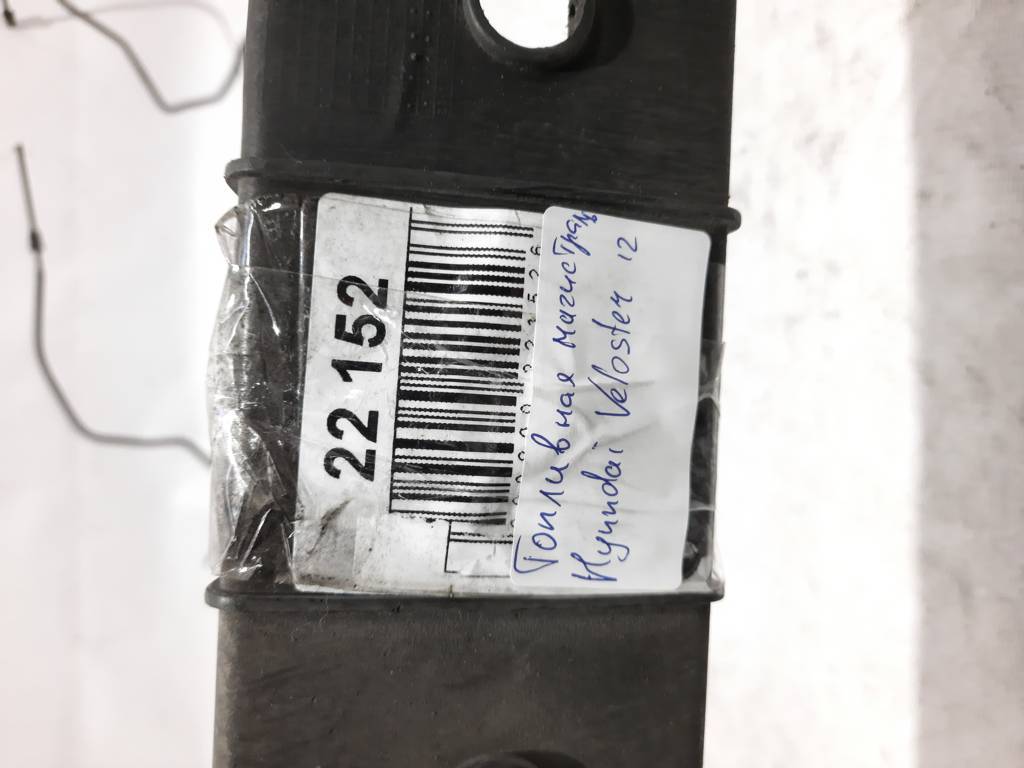 22 152
Топливная магистраль
Hyundai Veloster 12